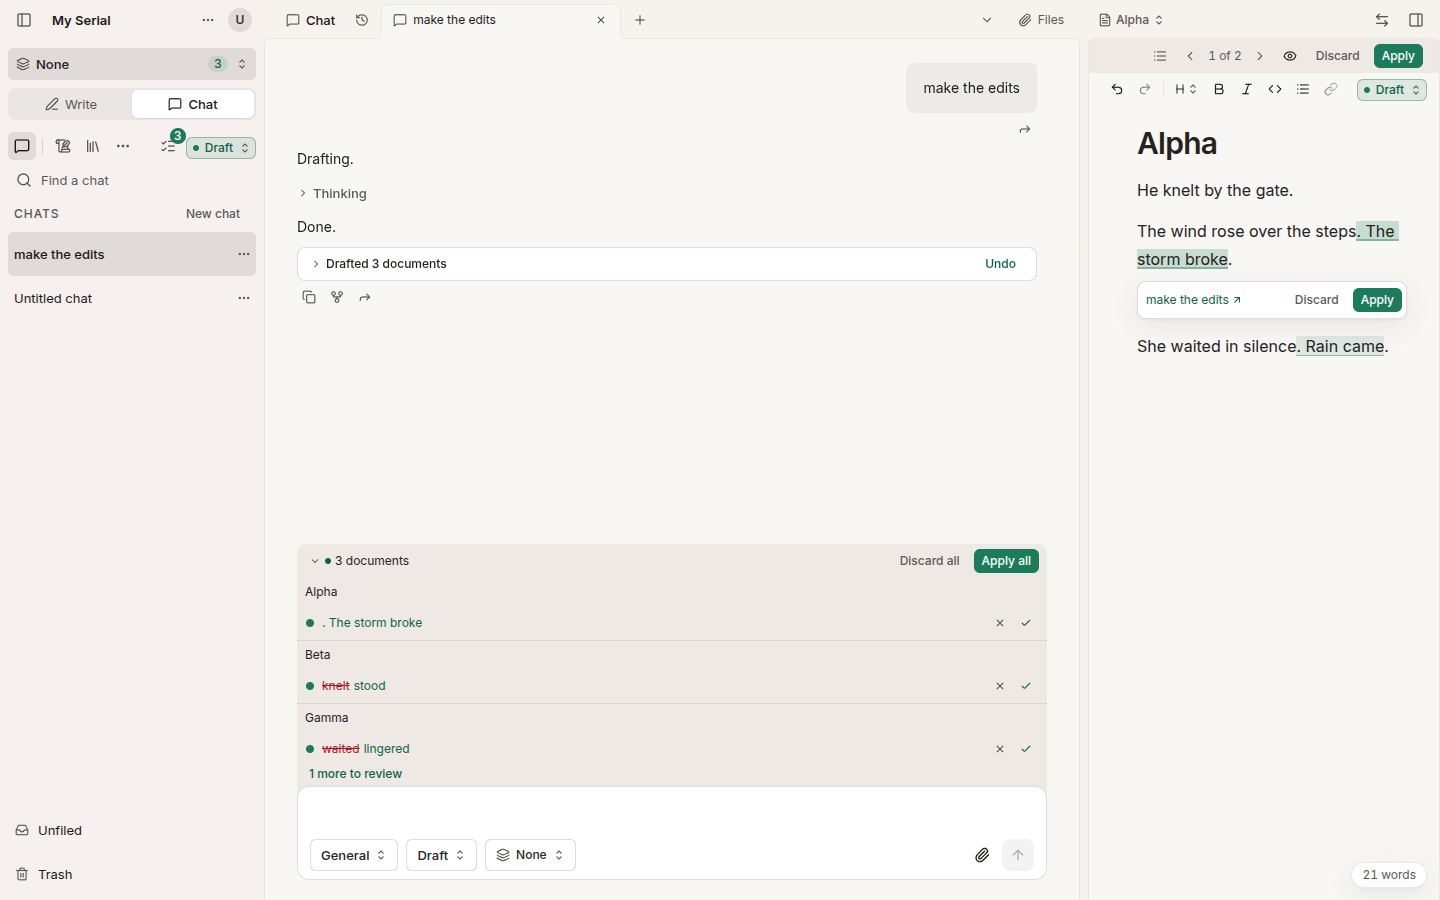 My Serial
U
None
3
Write
Chat
3
Draft
Find a chat
CHATS
New chat
make the edits
Untitled chat
Unfiled
Trash
Chat
make the edits
Files
make the edits
Drafting.
Thinking
Done.
Drafted 3 documents
Undo
3 documents
Discard all
Apply all
Alpha
. The storm broke
Beta
knelt stood
Gamma
waited lingered
1 more to review
General
Draft
None
Alpha
1 of 2
Discard
Apply
H
B
I
Draft
Alpha
He knelt by the gate.
The wind rose over the steps. The
storm broke.
make the edits
Discard
Apply
She waited in silence. Rain came.
21 words